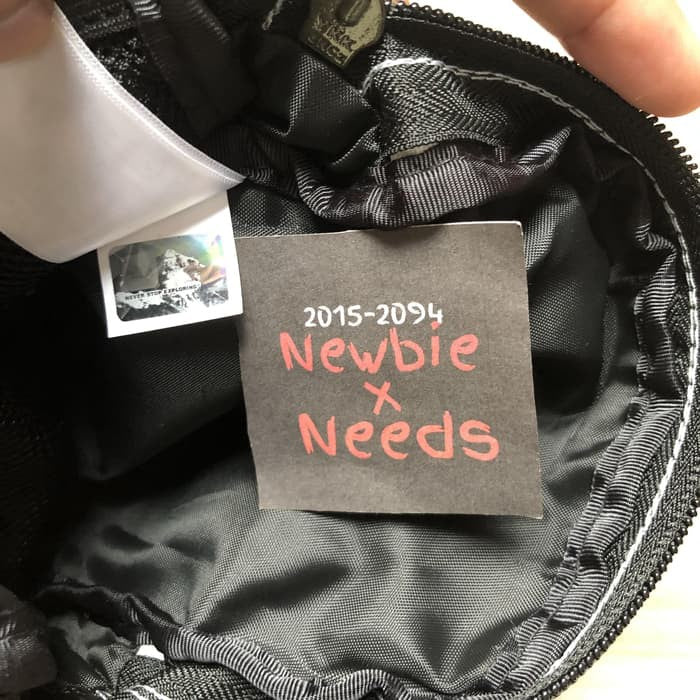 NEVER STOP EXPLORING
2015-2094
Newbie
x
Needs